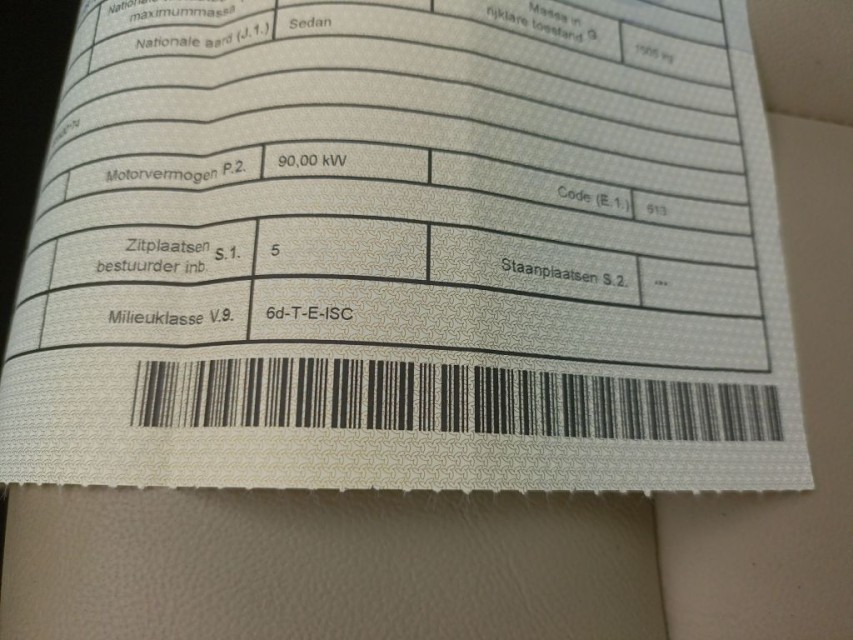 maximummassa
Nationale aard (J.1.) Sedan
Massa in G.
rijklare toestand
Motorvermogen P.2. 90,00 kW
Code (E.1.) 613
Zitplaatsen S.1. 5
bestuurder inb.
Staanplaatsen S.2. ---
Milieuklasse V.9. 6d-T-E-ISC